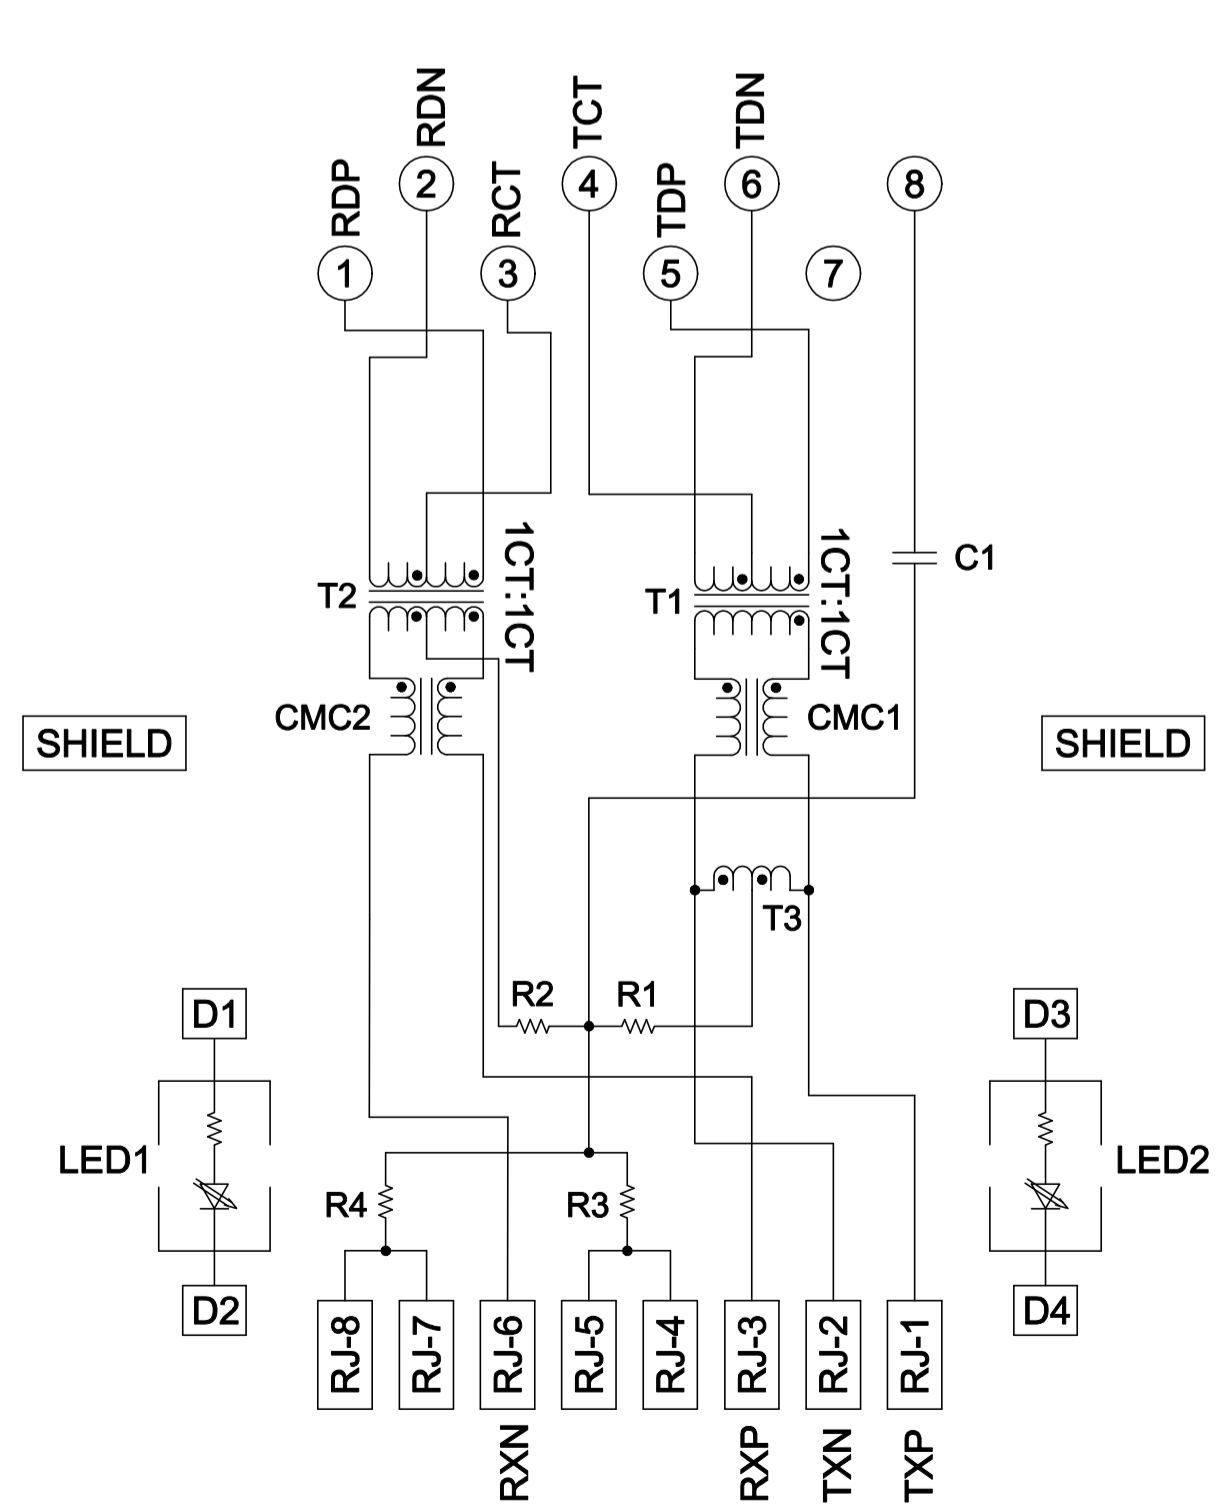 RDN
TCT
TDN
RDP
2
RCT
4
TDP
6
8
1
3
5
7
1CT:1CT
1CT:1CT
C1
T2
T1
CMC2
CMC1
SHIELD
SHIELD
T3
R2
R1
D1
D3
LED1
LED2
R4
R3
D2
D4
RJ-8
RJ-7
RJ-6
RJ-5
RJ-4
RJ-3
RJ-2
RJ-1
RXN
RXP
TXN
TXP